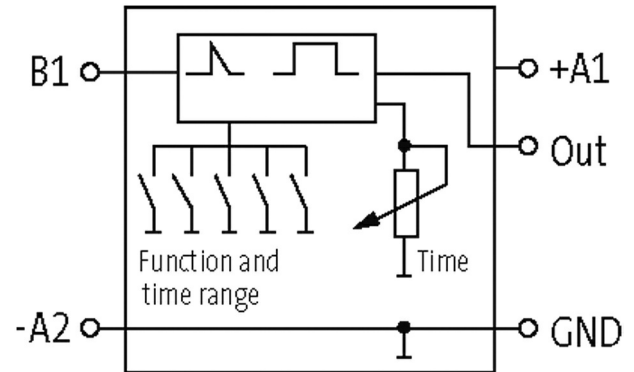 B1
+A1
Out
Function and
time range
Time
-A2
GND